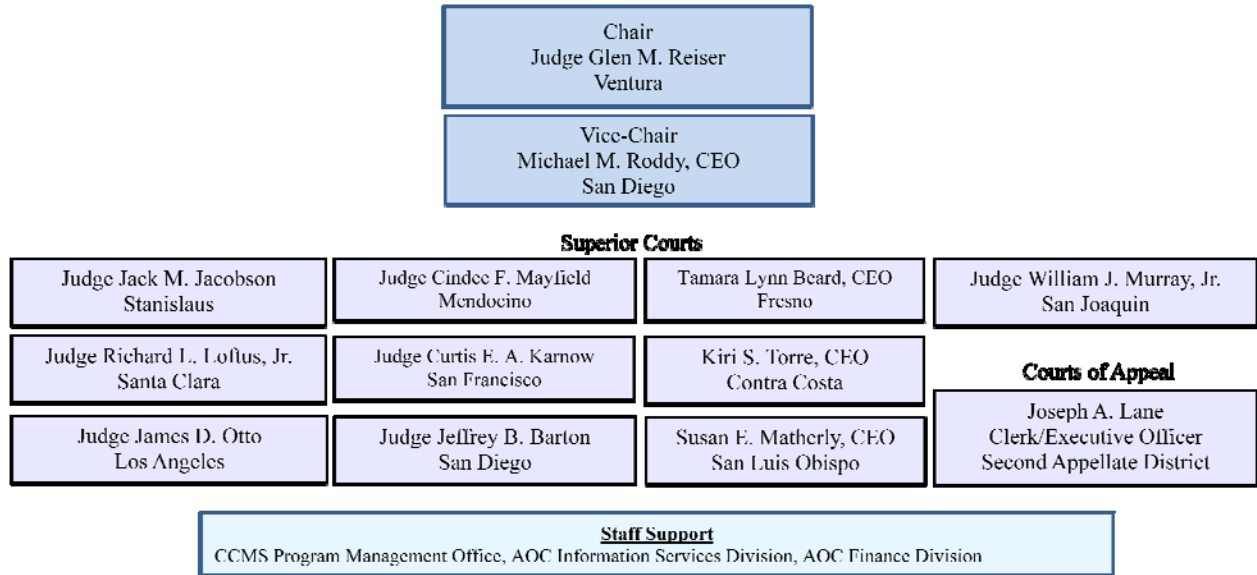 Chair
Judge Glen M. Reiser
Ventura
Vice-Chair
Michael M. Roddy, CEO
San Diego
Superior Courts
Judge Jack M. Jacobson
Stanislaus
Judge Cindee F. Mayfield
Mendocino
Tamara Lynn Beard, CEO
Fresno
Judge William J. Murray, Jr.
San Joaquin
Judge Richard L. Loftus, Jr.
Santa Clara
Judge Curtis E. A. Karnow
San Francisco
Kiri S. Torre, CEO
Contra Costa
Judge James D. Otto
Los Angeles
Judge Jeffrey B. Barton
San Diego
Susan E. Matherly, CEO
San Luis Obispo
Courts of Appeal
Joseph A. Lane
Clerk/Executive Officer
Second Appellate District
Staff Support
CCMS Program Management Office, AOC Information Services Division, AOC Finance Division